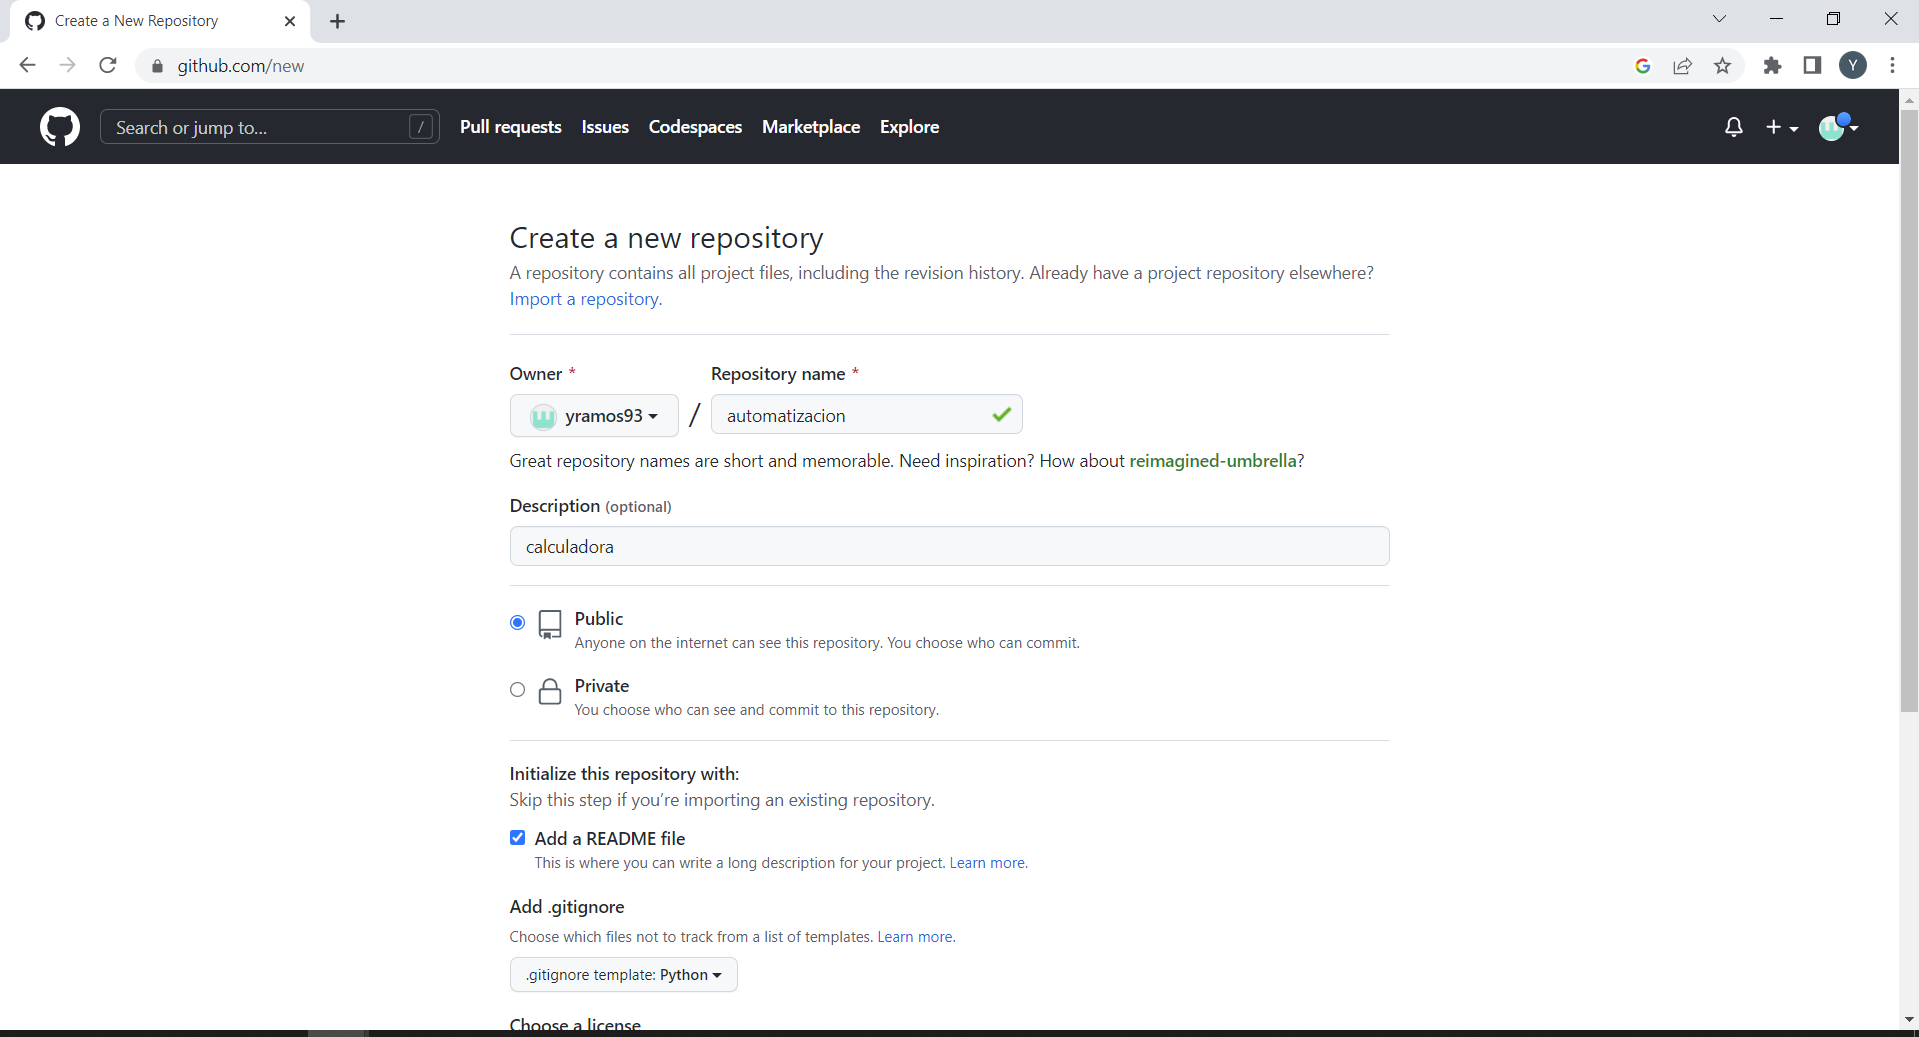 Create a New Repository
github.com/new
Y
Search or jump to...
/
Pull requests Issues Codespaces Marketplace Explore
Create a new repository
A repository contains all project files, including the revision history. Already have a project repository elsewhere?
Import a repository.
Owner * Repository name *
yramos93 / automatizacion
Great repository names are short and memorable. Need inspiration? How about reimagined-umbrella?
Description (optional)
calculadora
Public
Anyone on the internet can see this repository. You choose who can commit.
Private
You choose who can see and commit to this repository.
Initialize this repository with:
Skip this step if you’re importing an existing repository.
Add a README file
This is where you can write a long description for your project. Learn more.
Add .gitignore
Choose which files not to track from a list of templates. Learn more.
.gitignore template: Python
Choose a license